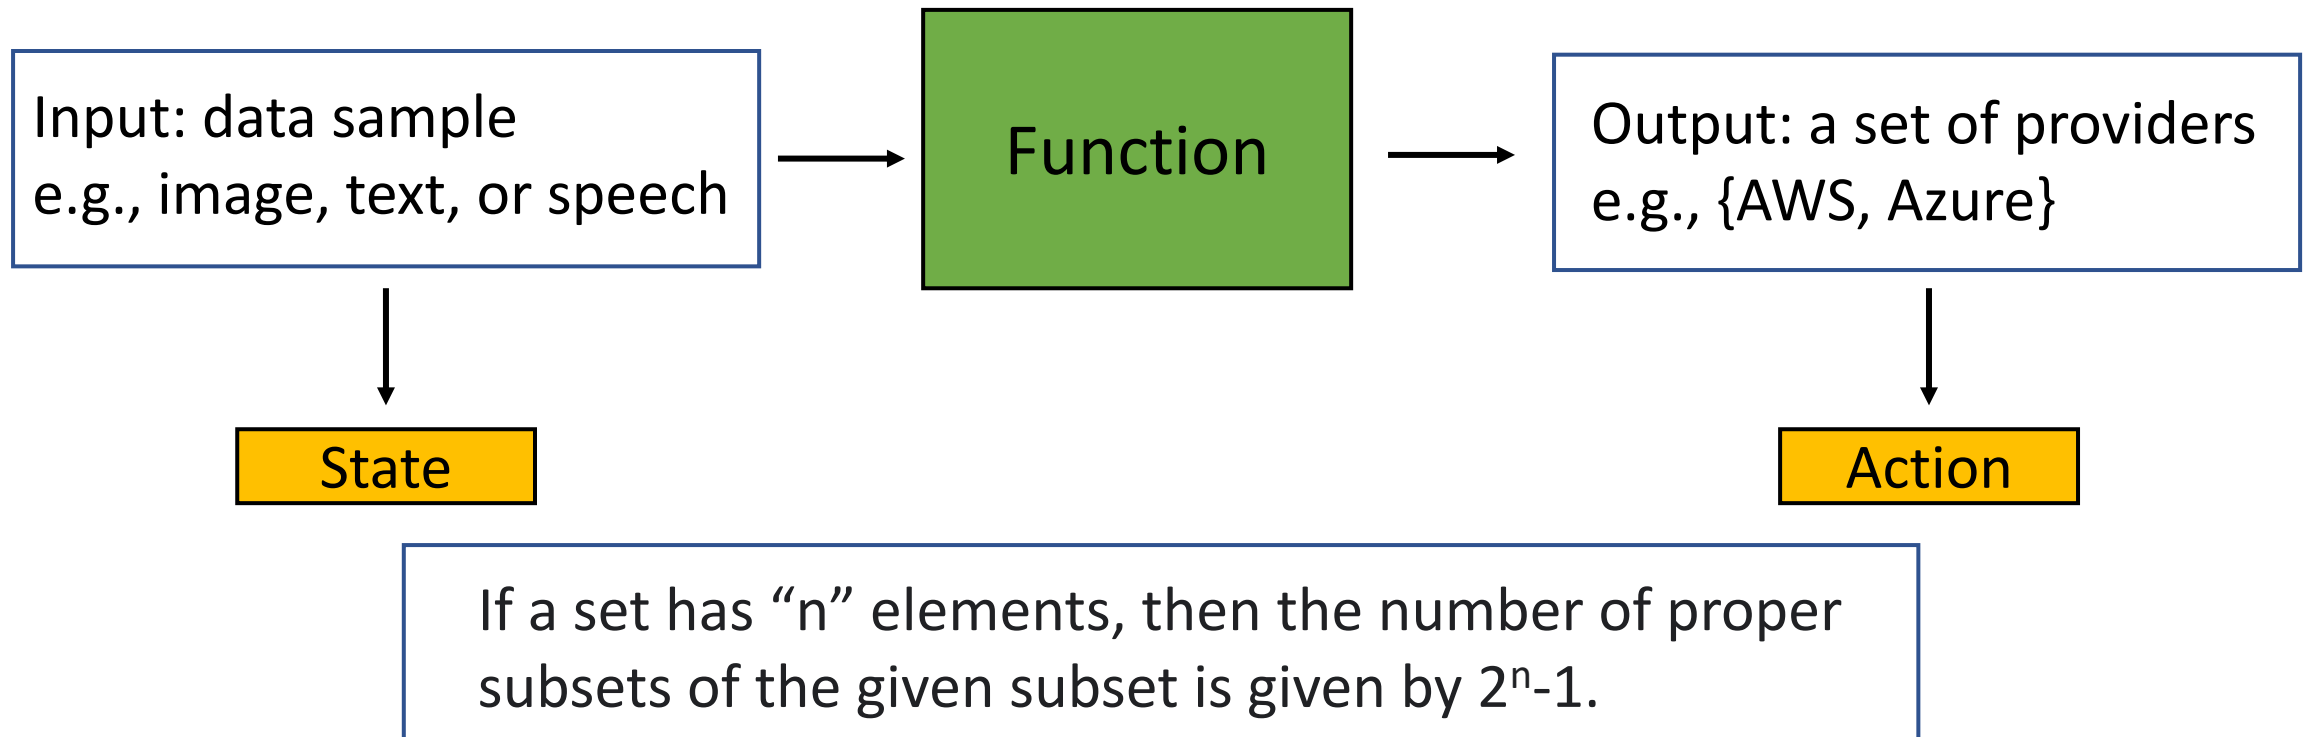 Input: data sample
e.g., image, text, or speech
Function
Output: a set of providers
e.g., {AWS, Azure}
State
Action
If a set has “n” elements, then the number of proper
subsets of the given subset is given by 2ⁿ-1.